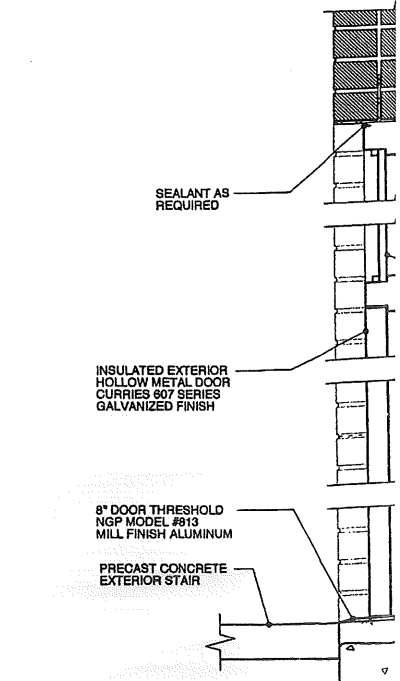 SEALANT AS
REQUIRED
INSULATED EXTERIOR
HOLLOW METAL DOOR
CURRIES 607 SERIES
GALVANIZED FINISH
8" DOOR THRESHOLD
NGP MODEL #813
MILL FINISH ALUMINUM
PRECAST CONCRETE
EXTERIOR STAIR